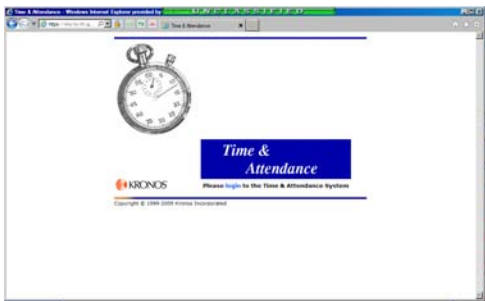 Time & Attendance - Windows Internet Explorer provided by
UNCLASSIFIED
Time & Attendance
Time &
Attendance
KRONOS
Please login to the Time & Attendance System
Copyright © 1999-2009 Kronos Incorporated